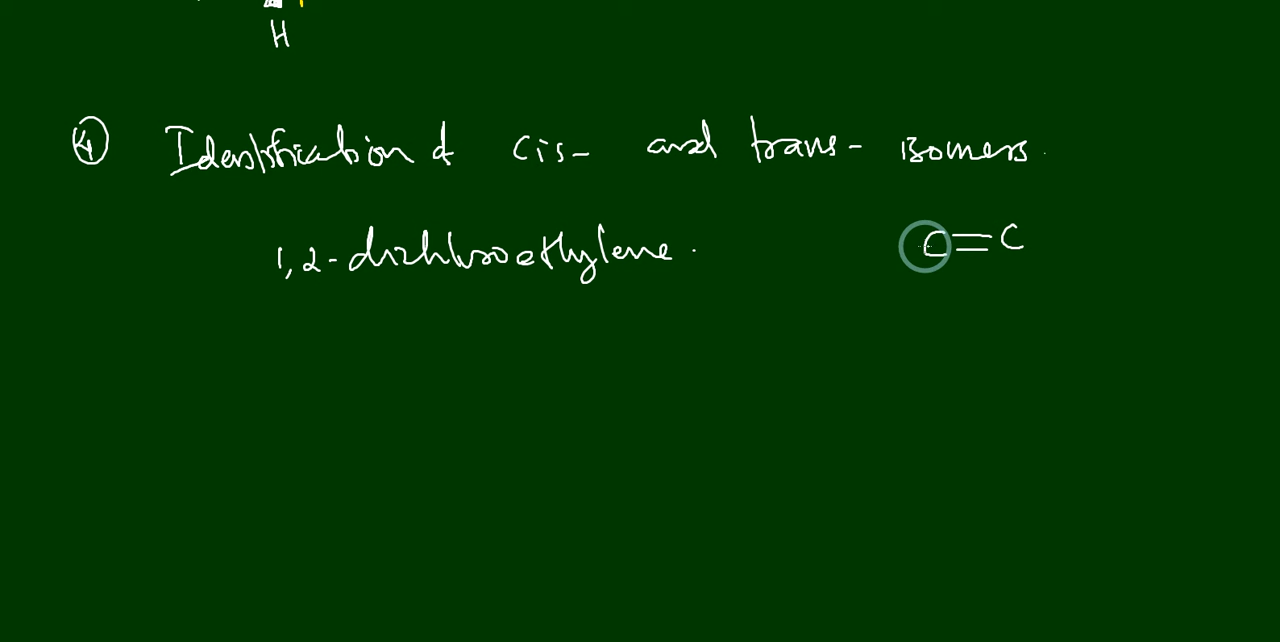 H
④ Identification of cis- and trans- isomers.
1,2-dichloroethylene. C=C